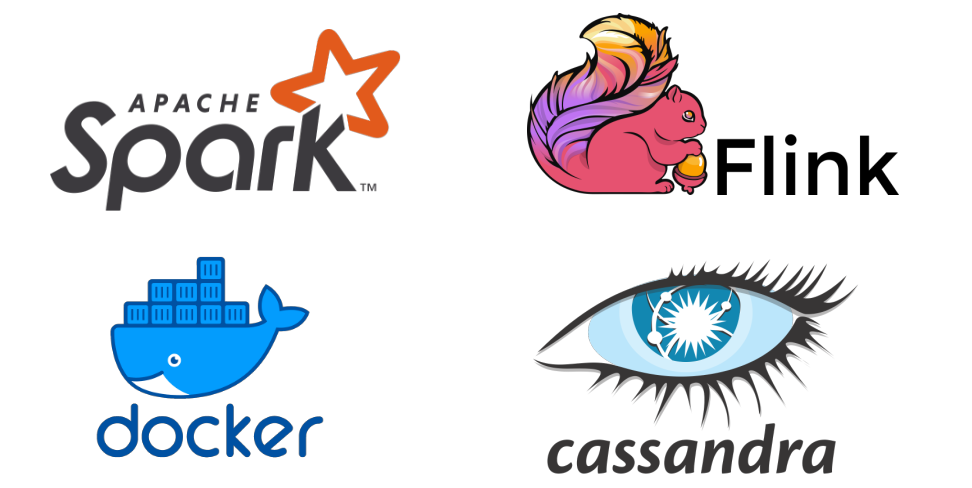 APACHE
Spark™
Flink
docker
cassandra